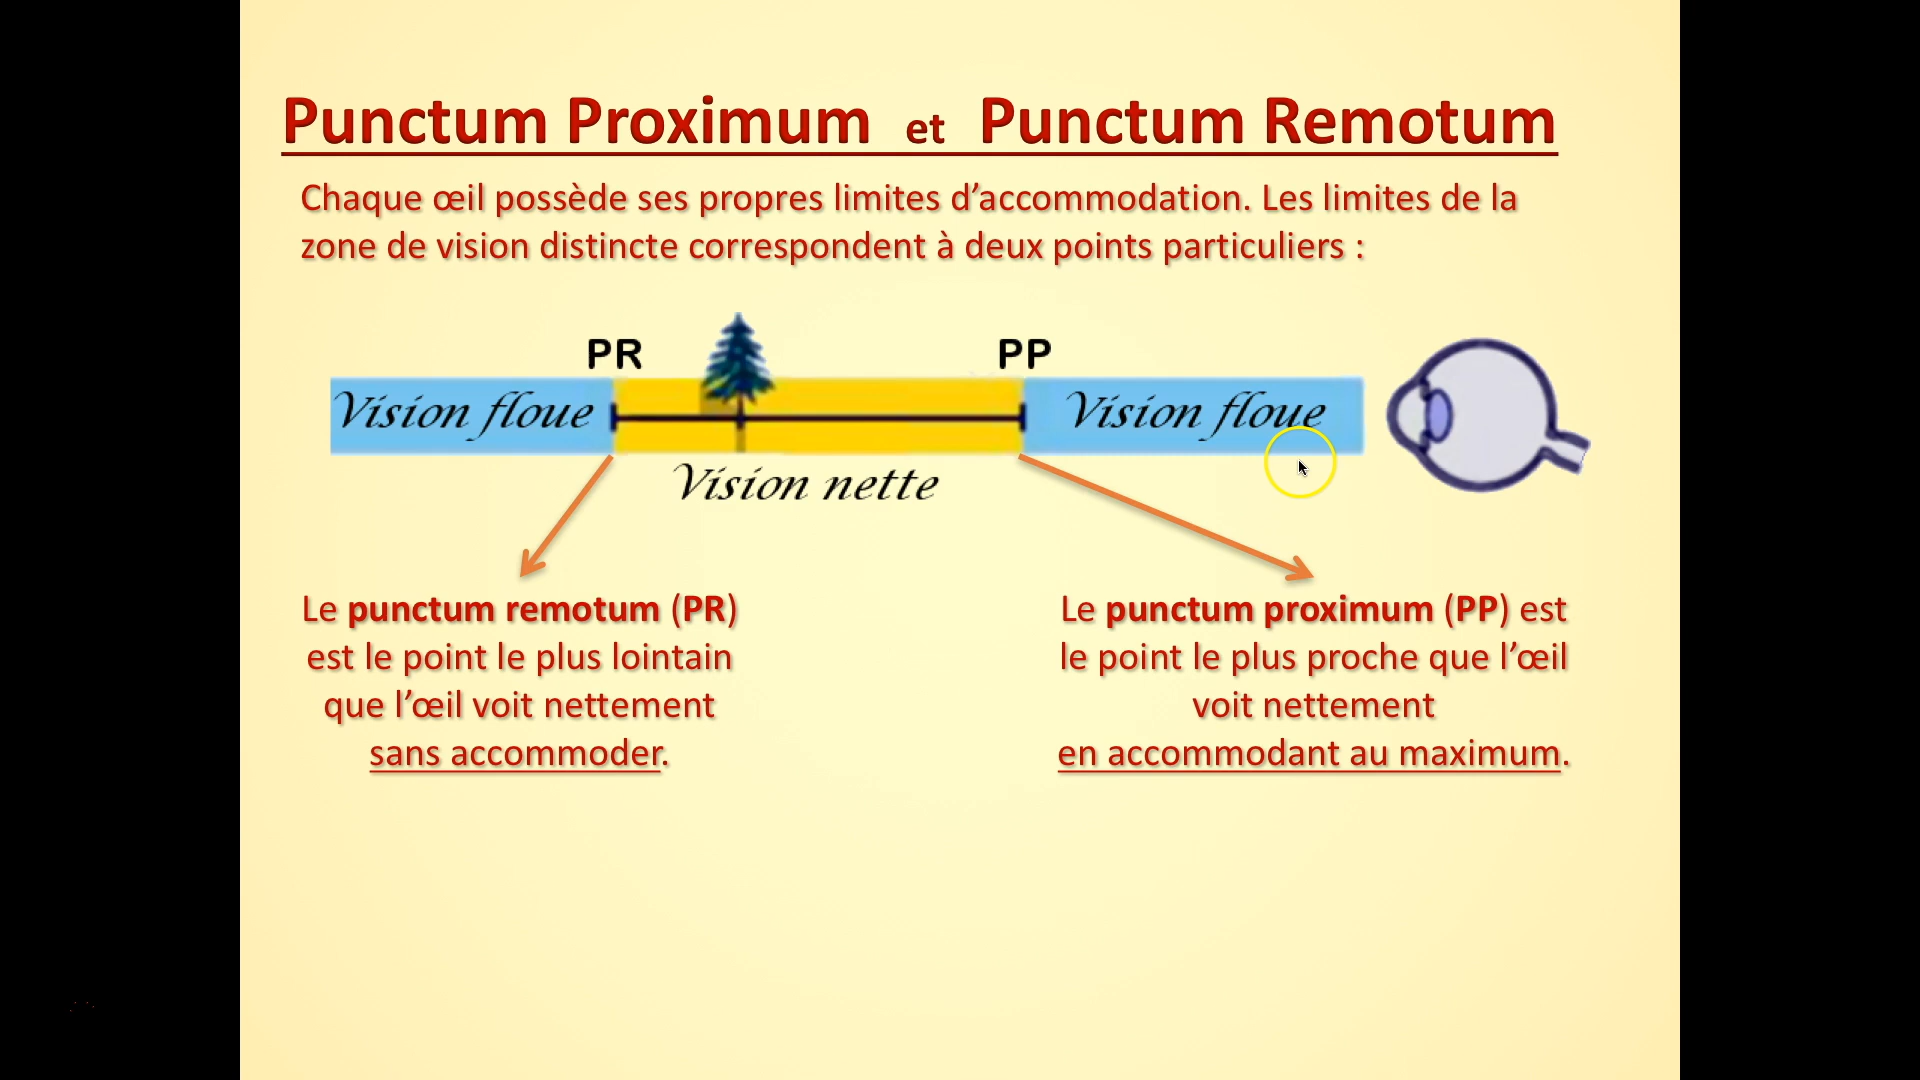 Punctum Proximum et Punctum Remotum
Chaque œil possède ses propres limites d’accommodation. Les limites de la
zone de vision distincte correspondent à deux points particuliers :
PR
PP
Vision floue
Vision floue
Vision nette
Le punctum remotum (PR)
est le point le plus lointain
que l’œil voit nettement
sans accommoder.
Le punctum proximum (PP) est
le point le plus proche que l’œil
voit nettement
en accommodant au maximum.